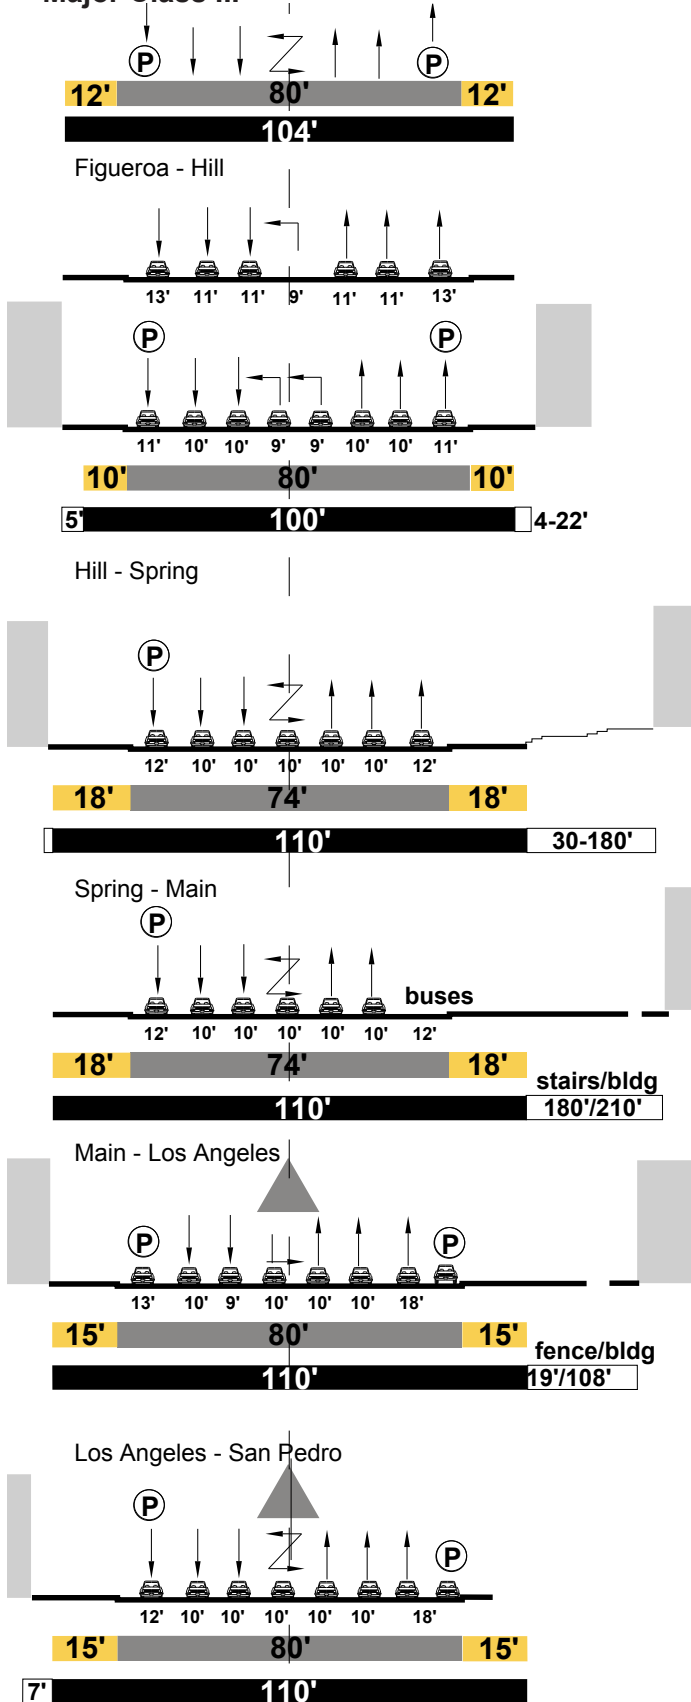 P P
12' 80' 12'
104'
Figueroa - Hill
13' 11' 11' 9' 11' 11' 13'
P P
11' 10' 10' 9' 9' 10' 10' 11'
10' 80' 10'
5' 100' 4-22'
Hill - Spring
P
12' 10' 10' 10' 10' 10' 12'
18' 74' 18'
110' 30-180'
Spring - Main
P
buses
12' 10' 10' 10' 10' 10' 12'
18' 74' 18'
stairs/bldg
110' 180'/210'
Main - Los Angeles
P P
13' 10' 9' 10' 10' 10' 18'
15' 80' 15'
fence/bldg
110' 19'/108'
Los Angeles - San Pedro
P
P
12' 10' 10' 10' 10' 10' 18'
15' 80' 15'
7' 110'